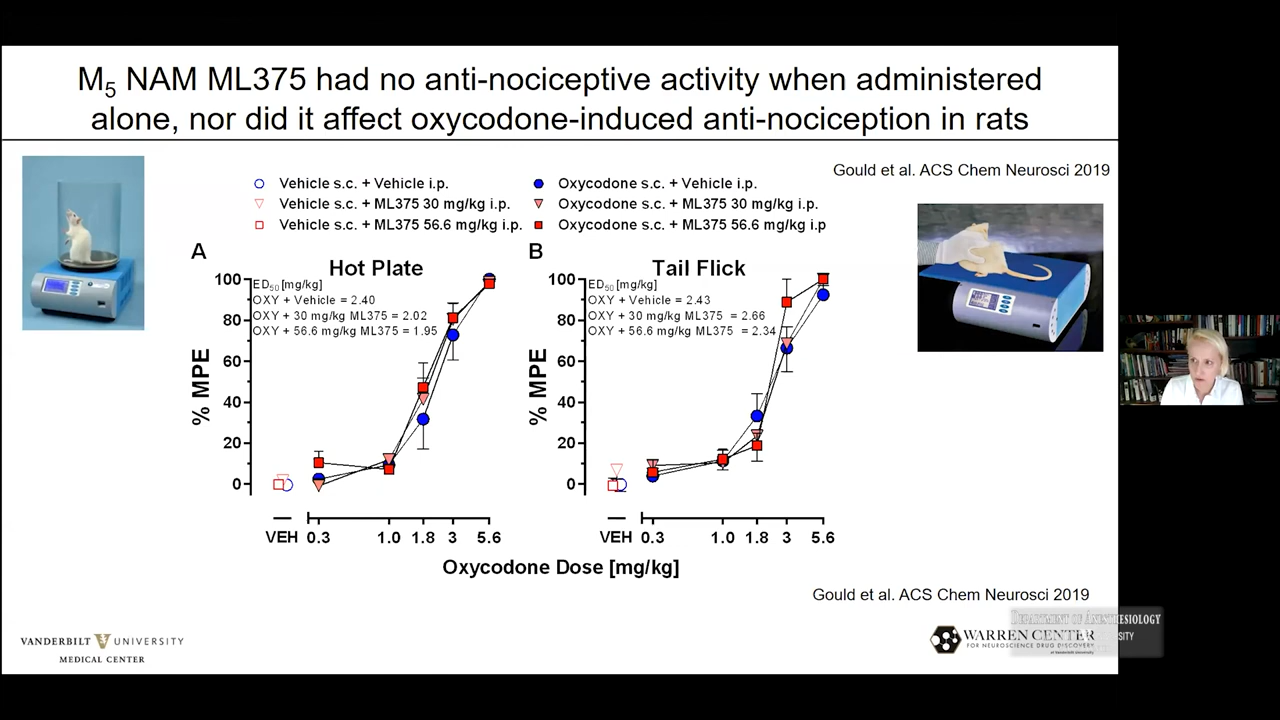 M5 NAM ML375 had no anti-nociceptive activity when administered
alone, nor did it affect oxycodone-induced anti-nociception in rats
Gould et al. ACS Chem Neurosci 2019
Vehicle s.c. + Vehicle i.p.
Vehicle s.c. + ML375 30 mg/kg i.p.
Vehicle s.c. + ML375 56.6 mg/kg i.p.
Oxycodone s.c. + Vehicle i.p.
Oxycodone s.c. + ML375 30 mg/kg i.p.
Oxycodone s.c. + ML375 56.6 mg/kg i.p
A
Hot Plate
ED50 [mg/kg]
OXY + Vehicle = 2.40
OXY + 30 mg/kg ML375 = 2.02
OXY + 56.6 mg/kg ML375 = 1.95
% MPE
100
80
60
40
20
0
VEH 0.3 1.0 1.8 3 5.6
B
Tail Flick
ED50 [mg/kg]
OXY + Vehicle = 2.43
OXY + 30 mg/kg ML375 = 2.66
OXY + 56.6 mg/kg ML375 = 2.34
% MPE
100
80
60
40
20
0
VEH 0.3 1.0 1.8 3 5.6
Oxycodone Dose [mg/kg]
Gould et al. ACS Chem Neurosci 2019
VANDERBILT V UNIVERSITY
MEDICAL CENTER
WARREN CENTER
FOR NEUROSCIENCE DRUG DISCOVERY
at Vanderbilt University
DEPARTMENT OF ANESTHESIOLOGY